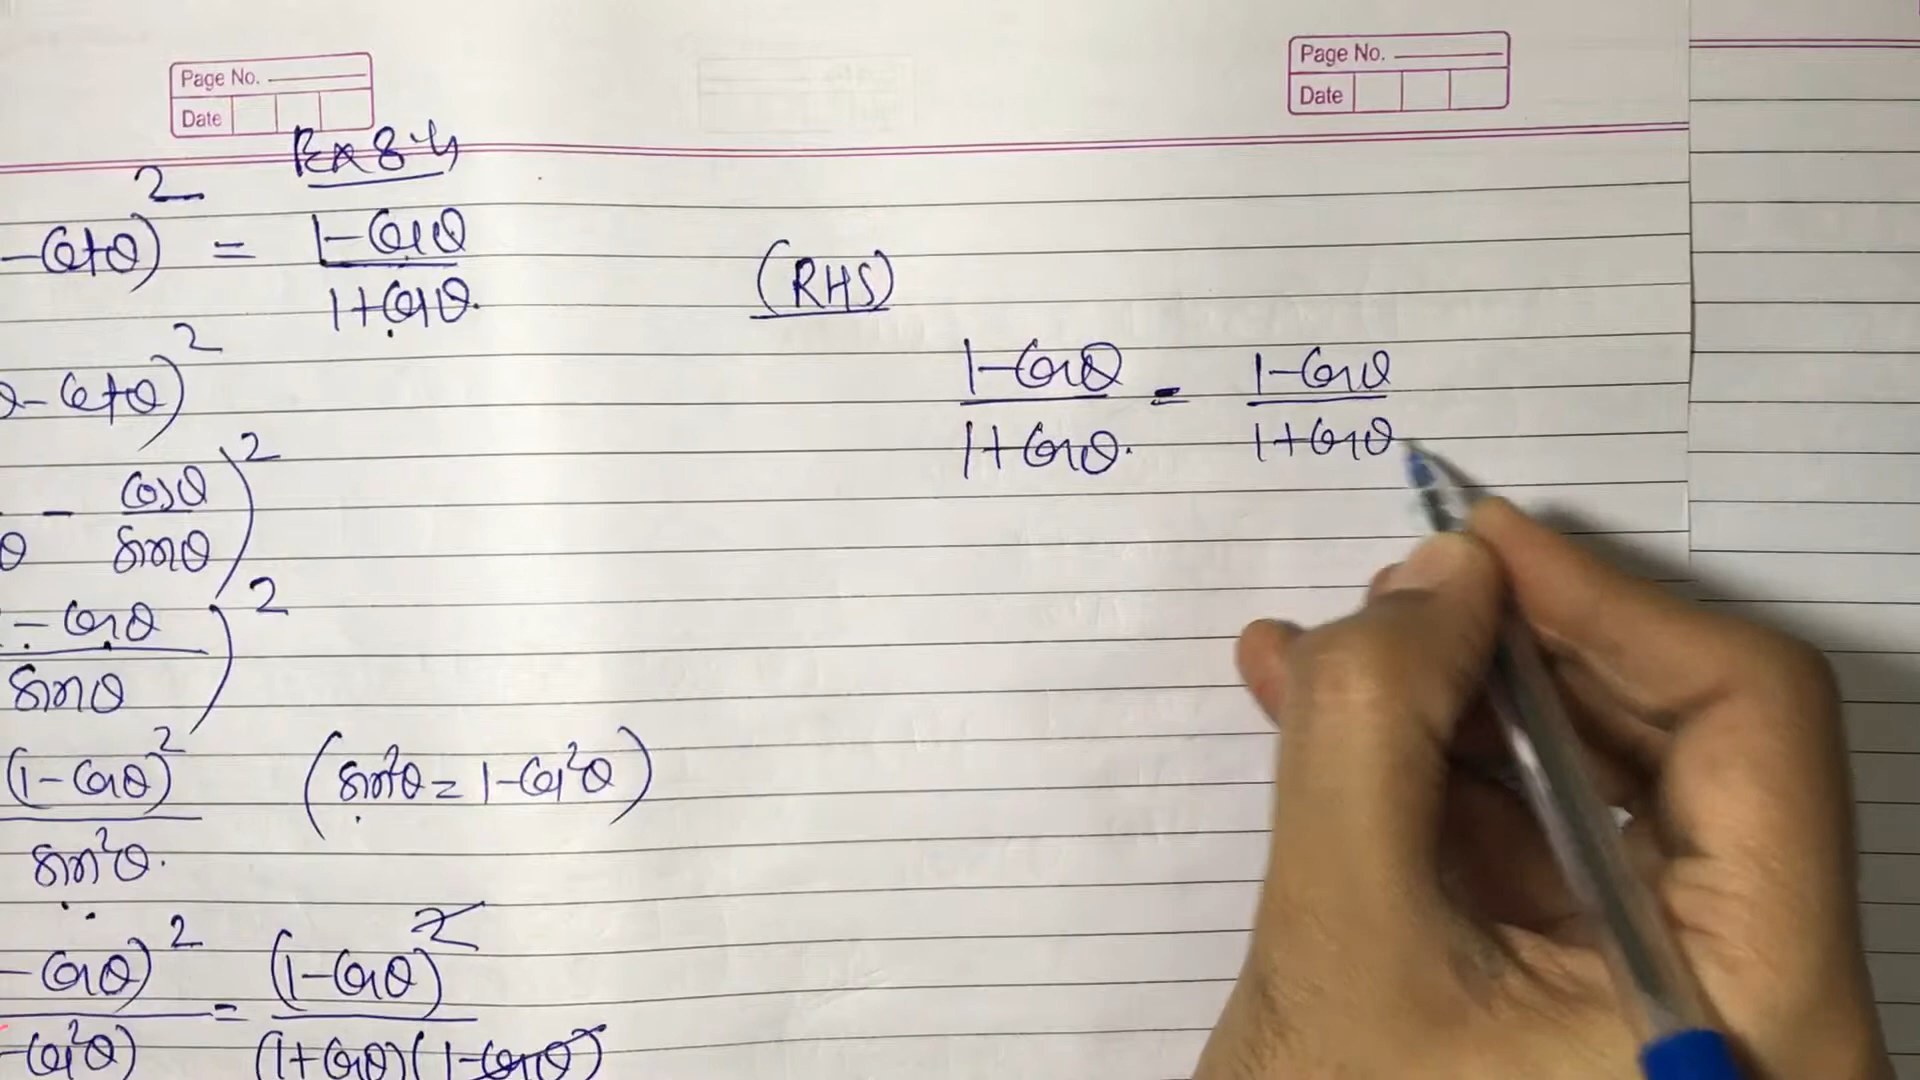 Page No.
Date
Page No.
Date
Ex 8.4
-Cotθ)² = 1-Cosθ / 1+Cosθ.
(RHS)
θ-Cotθ)²
1-Cosθ / 1+Cosθ. = 1-Cosθ / 1+Cosθ
θ - Cosθ / Sinθ)²
-Cosθ / Sinθ)²
(1-Cosθ)² / Sin²θ. (Sin²θ = 1-Cos²θ)
-Cosθ)² / -Cos²θ) = (1-Cosθ)² / (1+Cosθ)(1-Cosθ)